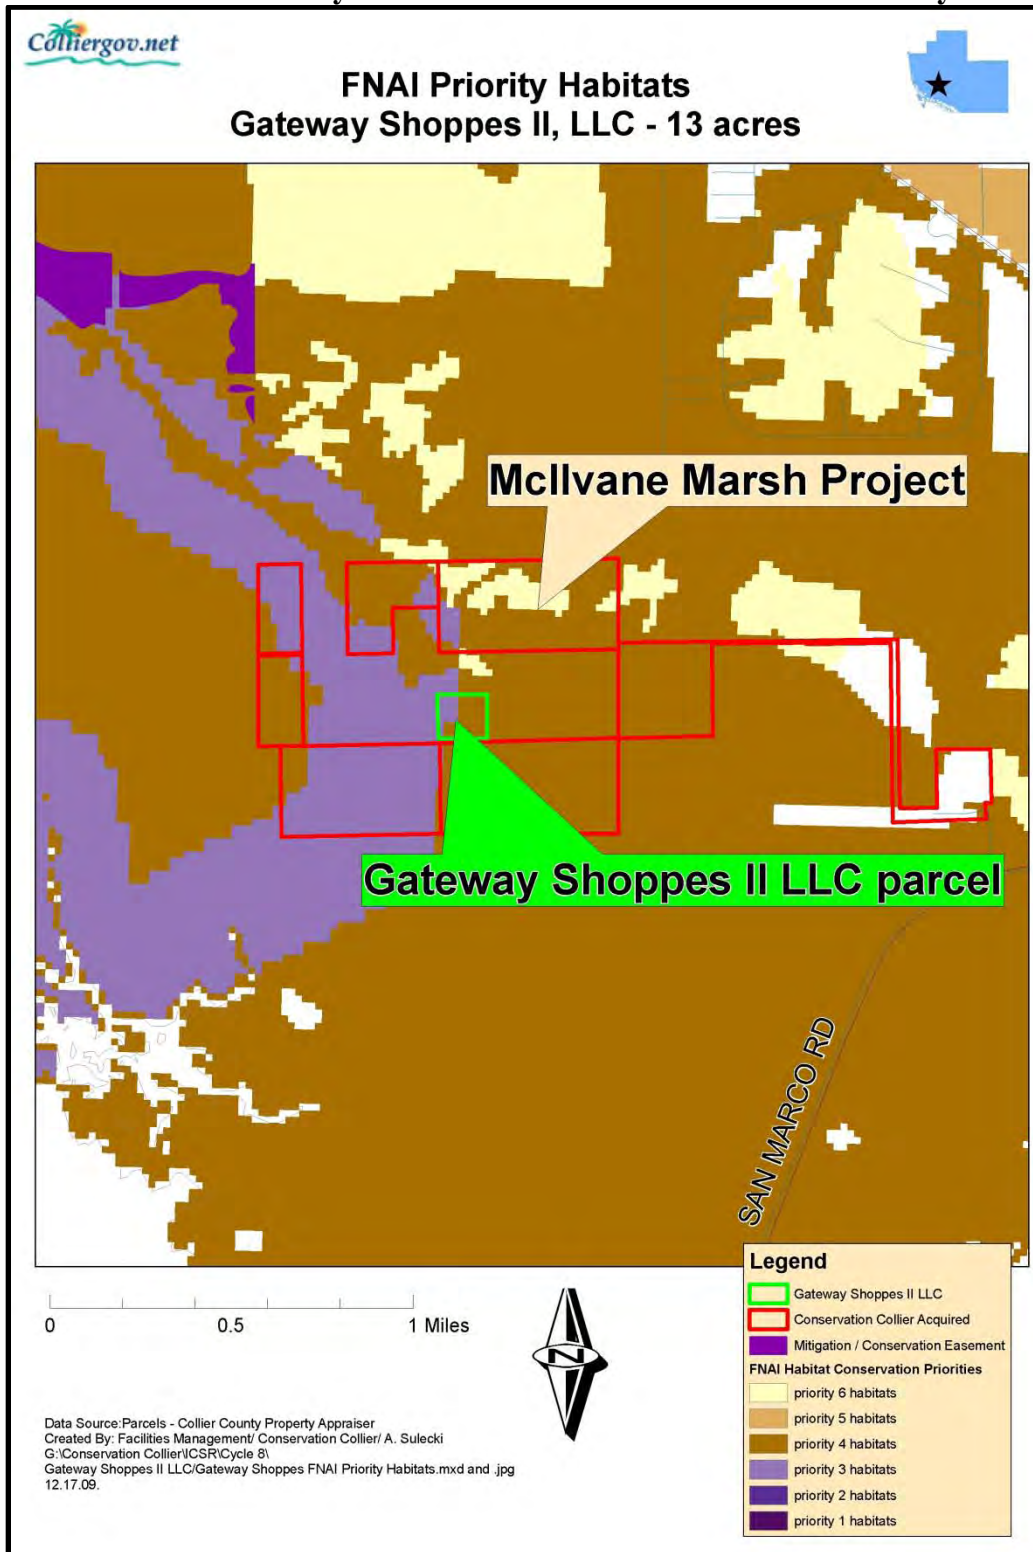 Colliergov.net
FNAI Priority Habitats
Gateway Shoppes II, LLC - 13 acres
McIlvane Marsh Project
Gateway Shoppes II LLC parcel
SAN MARCO RD
Legend
Gateway Shoppes II LLC
Conservation Collier Acquired
Mitigation / Conservation Easement
FNAI Habitat Conservation Priorities
priority 6 habitats
priority 5 habitats
priority 4 habitats
priority 3 habitats
priority 2 habitats
priority 1 habitats
0 0.5 1 Miles
N
Data Source:Parcels - Collier County Property Appraiser
Created By: Facilities Management/ Conservation Collier/ A. Sulecki
G:\Conservation Collier\ICSR\Cycle 8\
Gateway Shoppes II LLC/Gateway Shoppes FNAI Priority Habitats.mxd and .jpg
12.17.09.